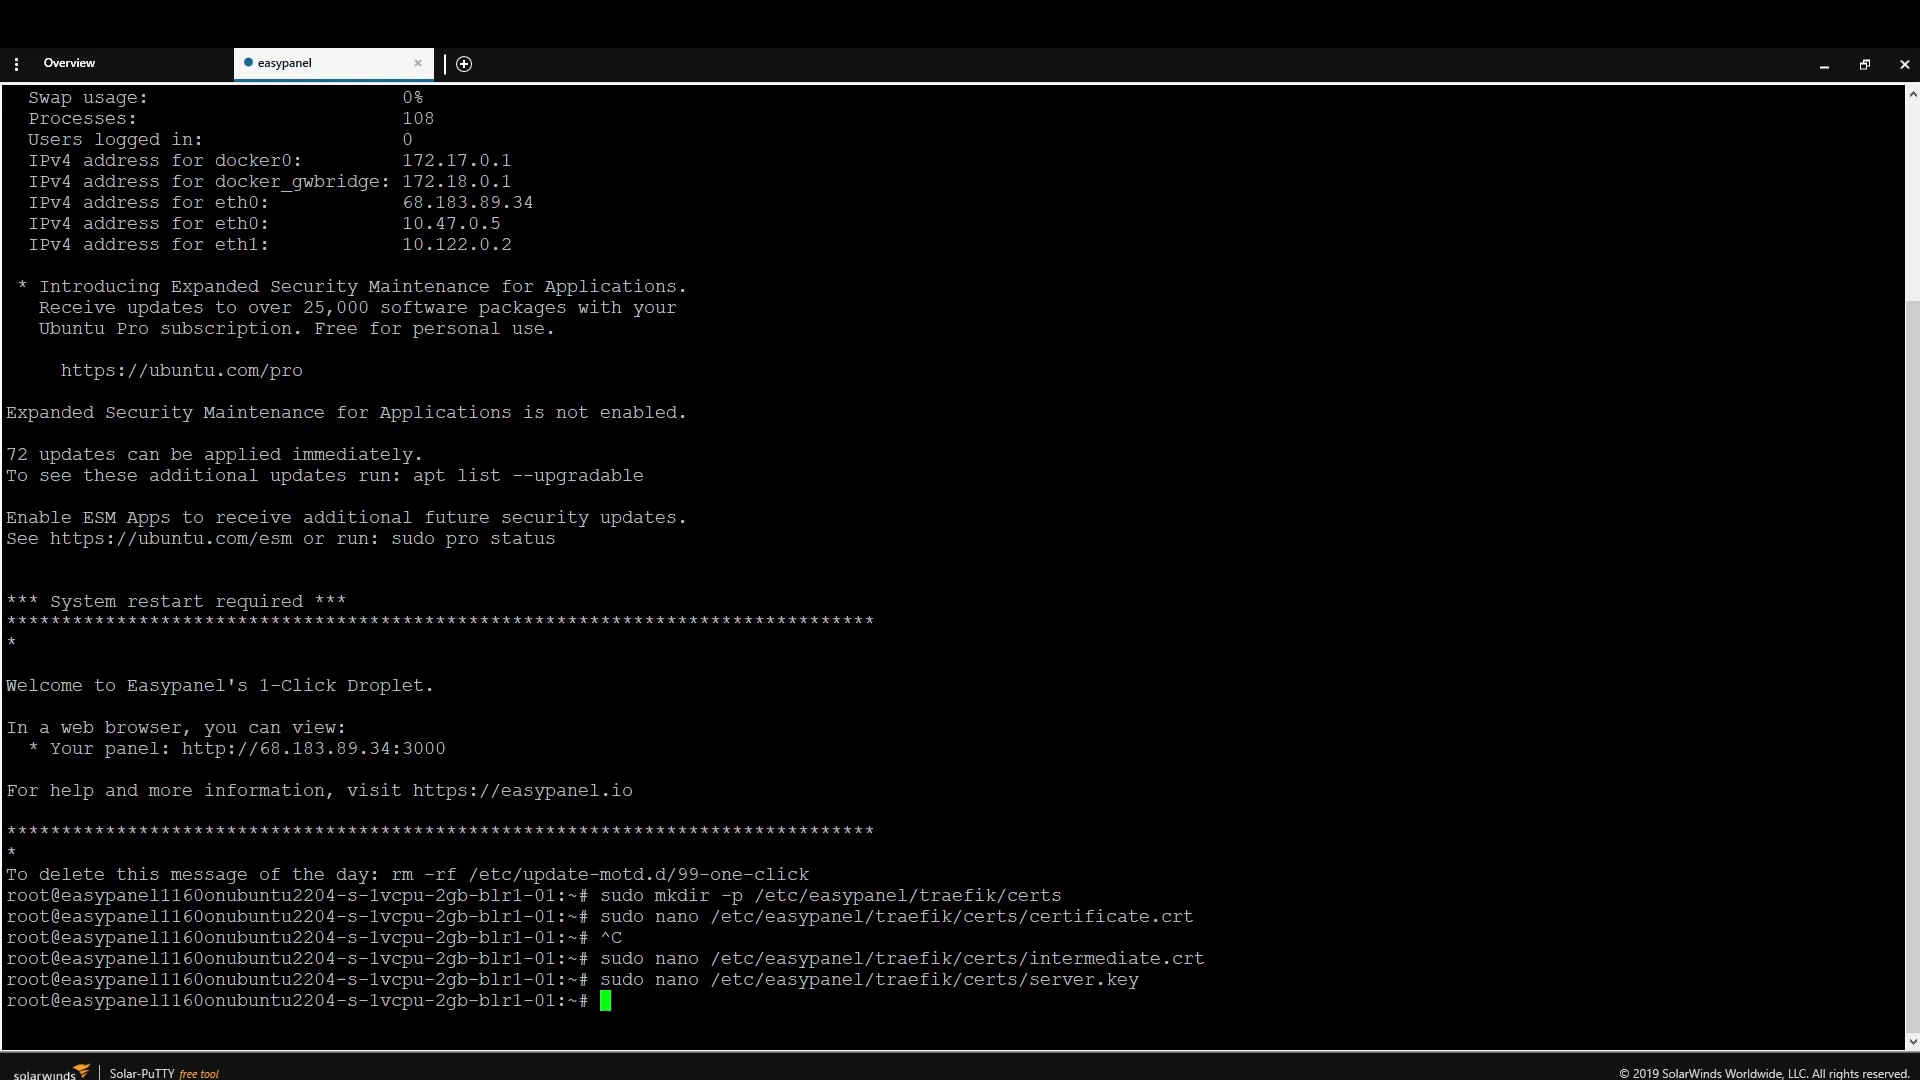 Overview
easypanel
Swap usage: 0%
Processes: 108
Users logged in: 0
IPv4 address for docker0: 172.17.0.1
IPv4 address for docker_gwbridge: 172.18.0.1
IPv4 address for eth0: 68.183.89.34
IPv4 address for eth0: 10.47.0.5
IPv4 address for eth1: 10.122.0.2
* Introducing Expanded Security Maintenance for Applications.
Receive updates to over 25,000 software packages with your
Ubuntu Pro subscription. Free for personal use.
https://ubuntu.com/pro
Expanded Security Maintenance for Applications is not enabled.
72 updates can be applied immediately.
To see these additional updates run: apt list --upgradable
Enable ESM Apps to receive additional future security updates.
See https://ubuntu.com/esm or run: sudo pro status
*** System restart required ***
*******************************************************************************
*
Welcome to Easypanel's 1-Click Droplet.
In a web browser, you can view:
* Your panel: http://68.183.89.34:3000
For help and more information, visit https://easypanel.io
*******************************************************************************
*
To delete this message of the day: rm -rf /etc/update-motd.d/99-one-click
root@easypanel1160onubuntu2204-s-1vcpu-2gb-blr1-01:~# sudo mkdir -p /etc/easypanel/traefik/certs
root@easypanel1160onubuntu2204-s-1vcpu-2gb-blr1-01:~# sudo nano /etc/easypanel/traefik/certs/certificate.crt
root@easypanel1160onubuntu2204-s-1vcpu-2gb-blr1-01:~# ^C
root@easypanel1160onubuntu2204-s-1vcpu-2gb-blr1-01:~# sudo nano /etc/easypanel/traefik/certs/intermediate.crt
root@easypanel1160onubuntu2204-s-1vcpu-2gb-blr1-01:~# sudo nano /etc/easypanel/traefik/certs/server.key
root@easypanel1160onubuntu2204-s-1vcpu-2gb-blr1-01:~#
solarwinds | Solar-PuTTY free tool
© 2019 SolarWinds Worldwide, LLC. All rights reserved.